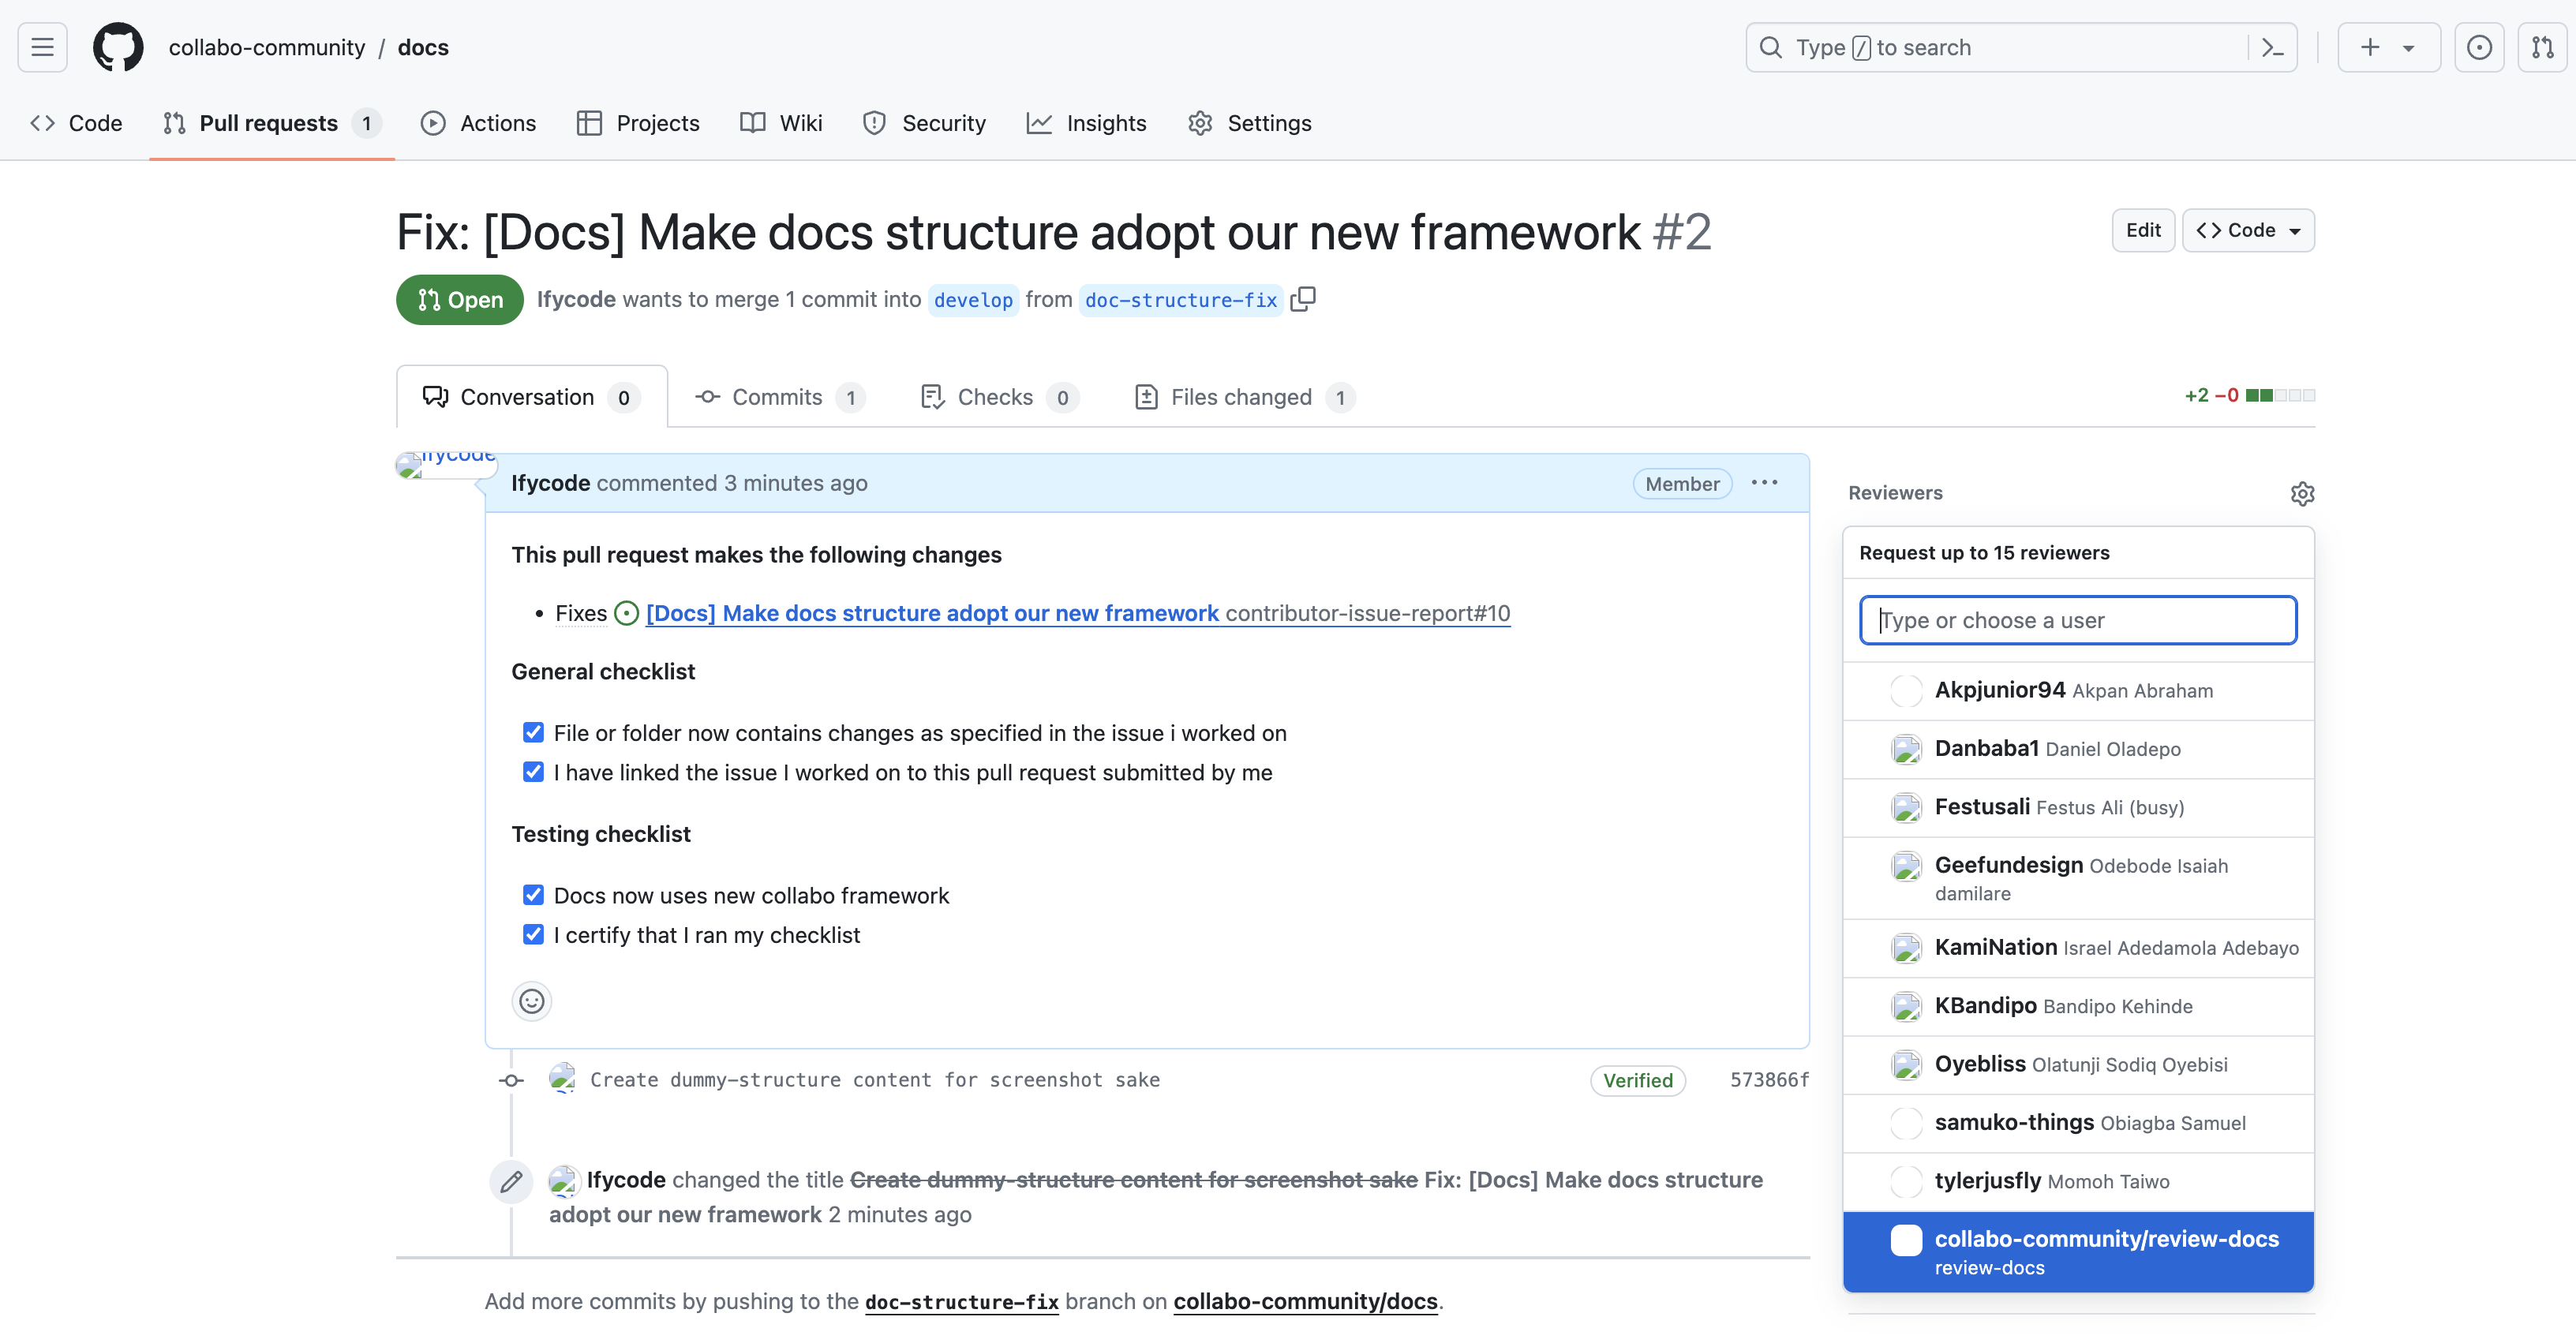 collabo-community / docs
Type / to search
Code
Pull requests 1
Actions
Projects
Wiki
Security
Insights
Settings
Fix: [Docs] Make docs structure adopt our new framework #2
Edit
Code
Open
Ifycode wants to merge 1 commit into develop from doc-structure-fix
Conversation 0
Commits 1
Checks 0
Files changed 1
+2 −0
Ifycode
Ifycode commented 3 minutes ago
Member
This pull request makes the following changes
• Fixes [Docs] Make docs structure adopt our new framework contributor-issue-report#10
General checklist
File or folder now contains changes as specified in the issue i worked on
I have linked the issue I worked on to this pull request submitted by me
Testing checklist
Docs now uses new collabo framework
I certify that I ran my checklist
Create dummy-structure content for screenshot sake
Verified
573866f
Ifycode changed the title Create dummy-structure content for screenshot sake Fix: [Docs] Make docs structure
adopt our new framework 2 minutes ago
Add more commits by pushing to the doc-structure-fix branch on collabo-community/docs.
Reviewers
Request up to 15 reviewers
Type or choose a user
Akpjunior94 Akpan Abraham
Danbaba1 Daniel Oladepo
Festusali Festus Ali (busy)
Geefundesign Odebode Isaiah
damilare
KamiNation Israel Adedamola Adebayo
KBandipo Bandipo Kehinde
Oyebliss Olatunji Sodiq Oyebisi
samuko-things Obiagba Samuel
tylerjusfly Momoh Taiwo
collabo-community/review-docs
review-docs